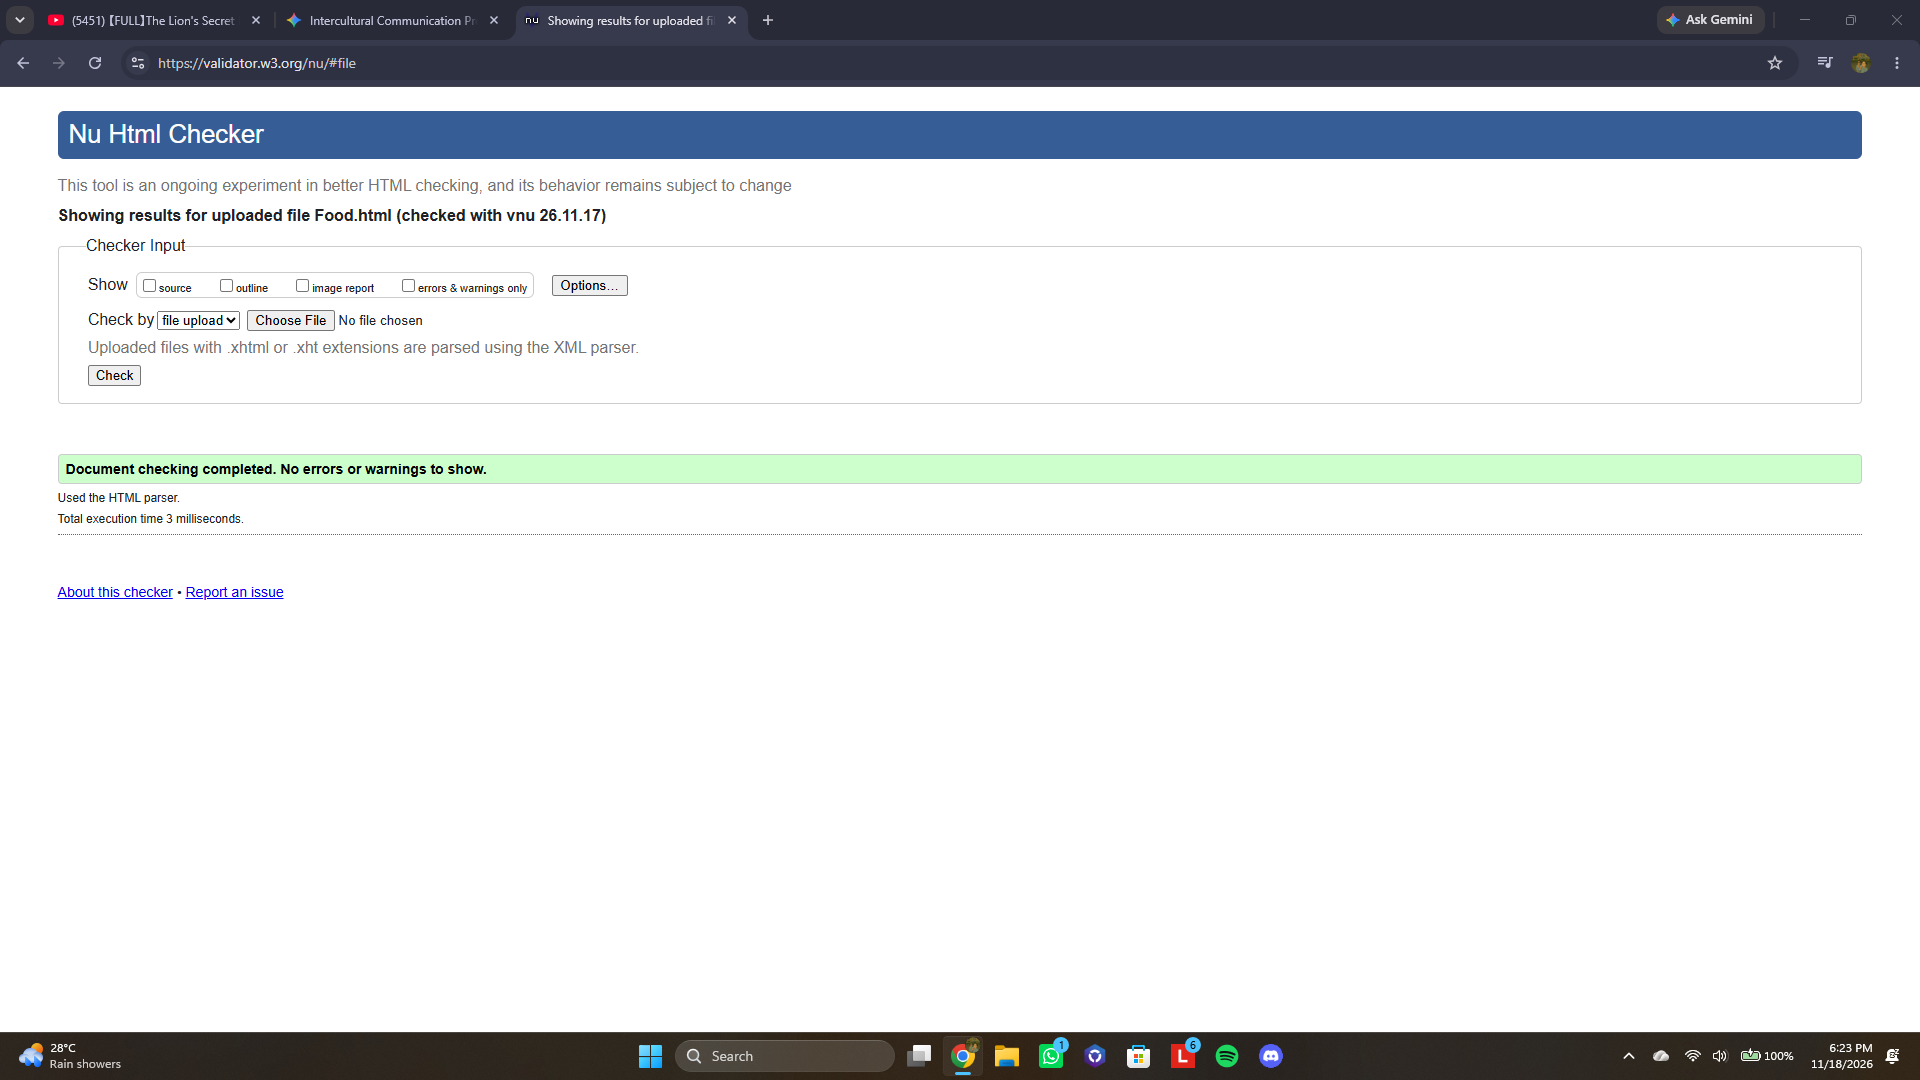 (5451) 【FULL】The Lion's Secret
Intercultural Communication Pr
nu Showing results for uploaded fi
Ask Gemini
https://validator.w3.org/nu/#file
Nu Html Checker
This tool is an ongoing experiment in better HTML checking, and its behavior remains subject to change
Showing results for uploaded file Food.html (checked with vnu 26.11.17)
Checker Input
Show source outline image report errors & warnings only Options...
Check by file upload Choose File No file chosen
Uploaded files with .xhtml or .xht extensions are parsed using the XML parser.
Check
Document checking completed. No errors or warnings to show.
Used the HTML parser.
Total execution time 3 milliseconds.
About this checker • Report an issue
28°C
Rain showers
Search
1
L 6
100%
6:23 PM
11/18/2026